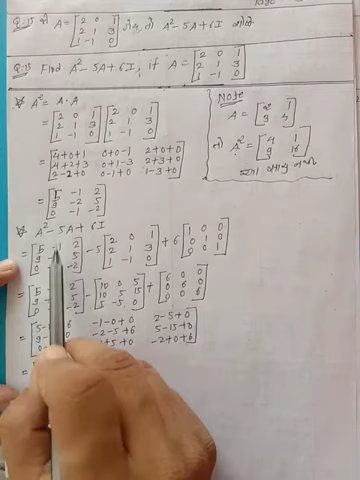 Q:15 જો A = [2 0 1 / 2 1 3 / 1 -1 0] હોય, તો A² - 5A + 6I
Q:15 Find A² - 5A + 6I, if A = [2 0 1 / 2 1 3 / 1 -1 0]
A² = A · A
= [2 0 1 / 2 1 3 / 1 -1 0] [2 0 1 / 2 1 3 / 1 -1 0]
= [4+0+1 0+0-1 2+0+0 / 4+2+3 0+1-3 2+3+0 / 2-2+0 0-1+0 1-3+0]
= [5 -1 2 / 9 -2 5 / 0 -1 -2]
Note
A = [2 1 / 3 4]
તો A² = [4 1 / 9 16]
A² - 5A + 6I
= [5 -1 2 / 9 5 / 0 -2] - 5 [2 0 1 / 2 1 3 / 1 -1 0] + 6 [1 0 0 / 0 1 0 / 0 0 1]
= [5 2 / 9 5 / 0 -2] - [10 0 5 / 10 5 15 / 5 -5 0] + [6 0 0 / 0 6 0 / 0 0 6]
= [5-1 6 -1-0+0 2-5+0 / 9- 0 -2-5+6 5-15+0 / 0 +5+0 -2+0+6]
=